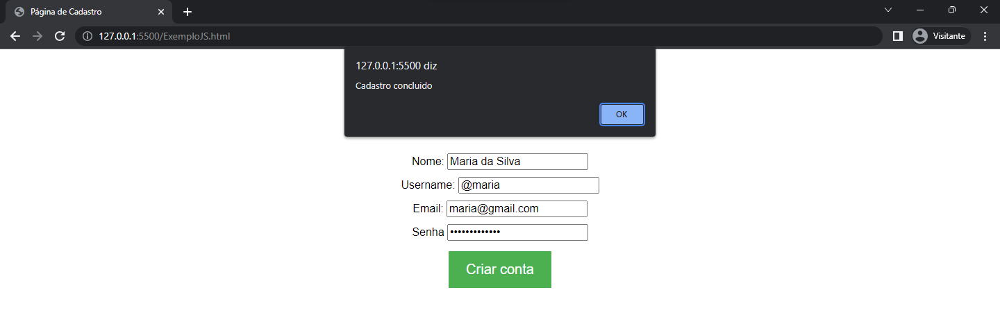 Página de Cadastro
127.0.0.1:5500/ExemploJS.html
Visitante
127.0.0.1:5500 diz
Cadastro concluido
OK
Nome: Maria da Silva
Username: @maria
Email: maria@gmail.com
Senha •••••••••••••
Criar conta